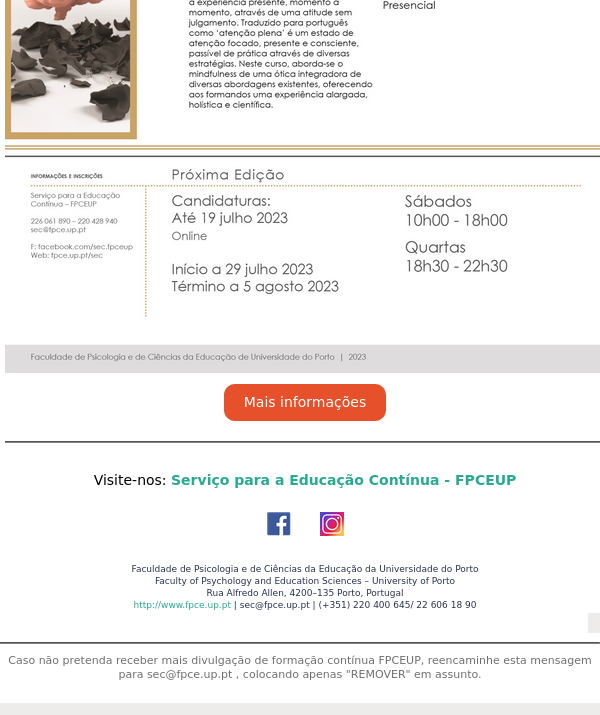 a experiência presente, momento a
momento, através de uma atitude sem
julgamento. Traduzido para português
como ‘atenção plena’ é um estado de
atenção focado, presente e consciente,
passível de prática através de diversas
estratégias. Neste curso, aborda-se o
mindfulness de uma ótica integradora de
diversas abordagens existentes, oferecendo
aos formandos uma experiência alargada,
holística e científica.
Presencial
INFORMAÇÕES E INSCRIÇÕES
Serviço para a Educação
Contínua – FPCEUP
226 061 890 – 220 428 940
sec@fpce.up.pt
F: facebook.com/sec.fpceup
Web: fpce.up.pt/sec
Próxima Edição
Candidaturas:
Até 19 julho 2023
Online
Início a 29 julho 2023
Término a 5 agosto 2023
Sábados
10h00 - 18h00
Quartas
18h30 - 22h30
Faculdade de Psicologia e de Ciências da Educação de Universidade do Porto | 2023
Mais informações
Visite-nos: Serviço para a Educação Contínua - FPCEUP
Faculdade de Psicologia e de Ciências da Educação da Universidade do Porto
Faculty of Psychology and Education Sciences – University of Porto
Rua Alfredo Allen, 4200–135 Porto, Portugal
http://www.fpce.up.pt | sec@fpce.up.pt | (+351) 220 400 645/ 22 606 18 90
Caso não pretenda receber mais divulgação de formação contínua FPCEUP, reencaminhe esta mensagem
para sec@fpce.up.pt , colocando apenas "REMOVER" em assunto.